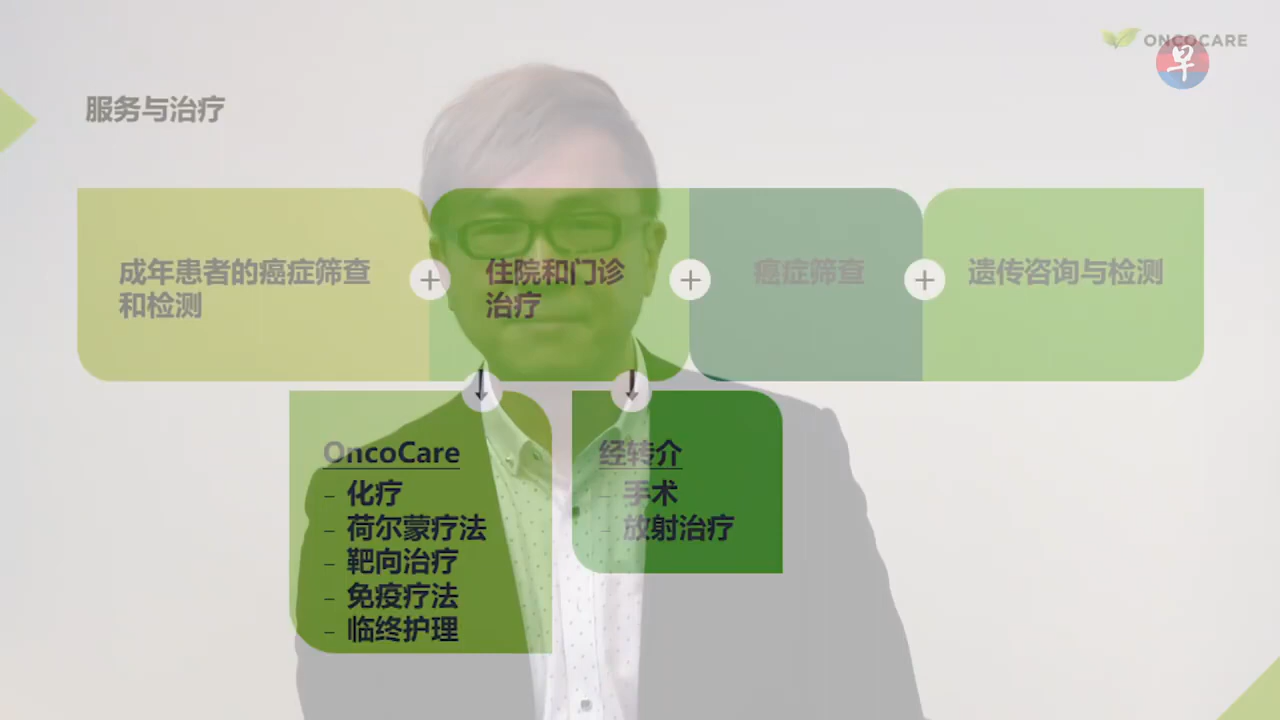 ONCOCARE
早
服务与治疗
成年患者的癌症筛查
和检测
住院和门诊
治疗
癌症筛查
遗传咨询与检测
OncoCare
– 化疗
– 荷尔蒙疗法
– 靶向治疗
– 免疫疗法
– 临终护理
经转介
– 手术
– 放射治疗